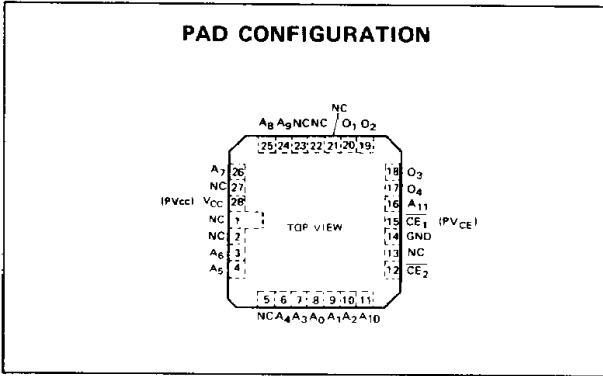 PAD CONFIGURATION
NC
A8 A9 NC NC O1 O2
25 24 23 22 21 20 19
A7 26 18 O3
NC 27 17 O4
(PVcc) VCC 28 16 A11
NC 1 TOP VIEW 15 CE1 (PVCE)
NC 2 14 GND
A6 3 13 NC
A5 4 12 CE2
5 6 7 8 9 10 11
NC A4 A3 A0 A1 A2 A10